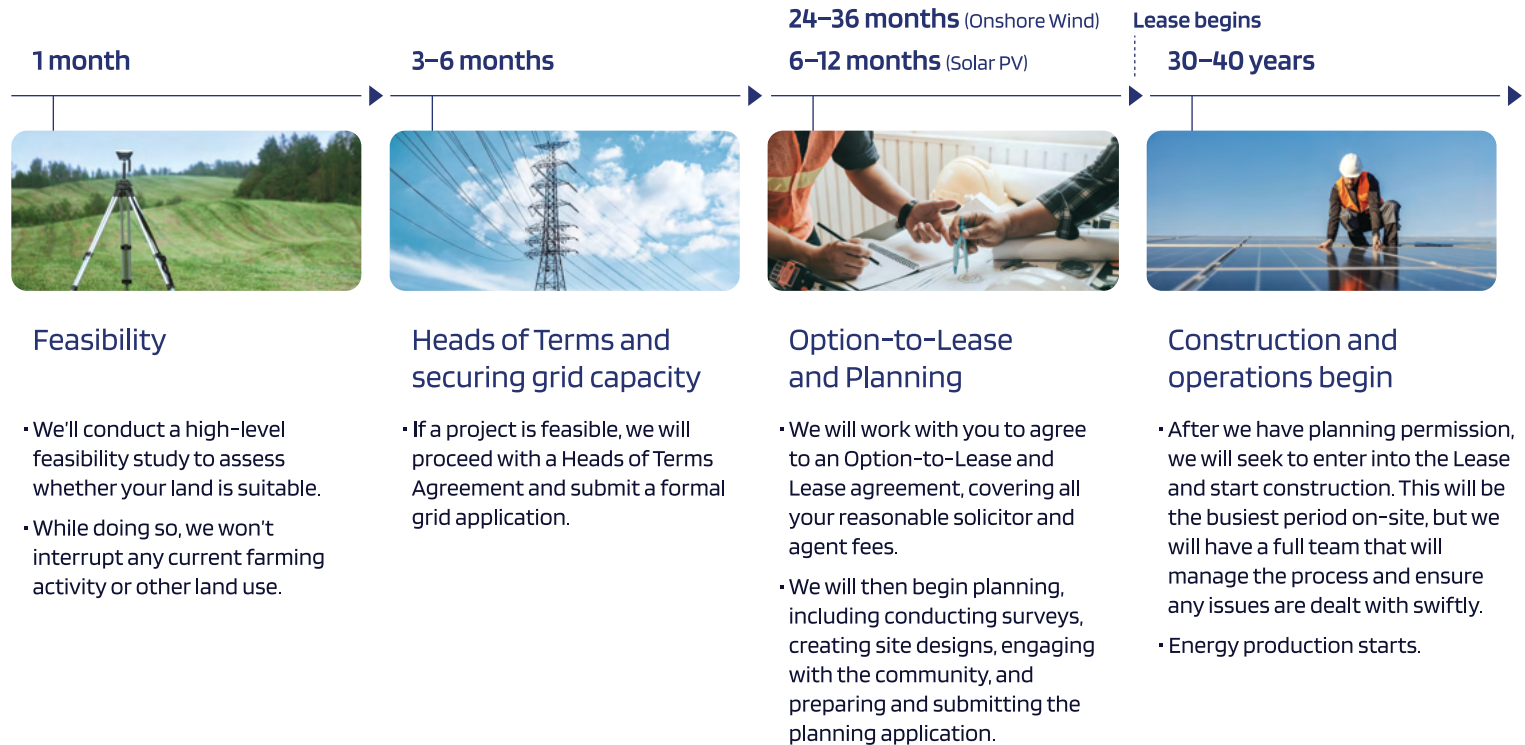 24–36 months (Onshore Wind)
Lease begins
1 month
3–6 months
6–12 months (Solar PV)
30–40 years
Feasibility
▪ We'll conduct a high-level
feasibility study to assess
whether your land is suitable.
▪ While doing so, we won't
interrupt any current farming
activity or other land use.
Heads of Terms and
securing grid capacity
▪ If a project is feasible, we will
proceed with a Heads of Terms
Agreement and submit a formal
grid application.
Option-to-Lease
and Planning
▪ We will work with you to agree
to an Option-to-Lease and
Lease agreement, covering all
your reasonable solicitor and
agent fees.
▪ We will then begin planning,
including conducting surveys,
creating site designs, engaging
with the community, and
preparing and submitting the
planning application.
Construction and
operations begin
▪ After we have planning permission,
we will seek to enter into the Lease
and start construction. This will be
the busiest period on-site, but we
will have a full team that will
manage the process and ensure
any issues are dealt with swiftly.
▪ Energy production starts.